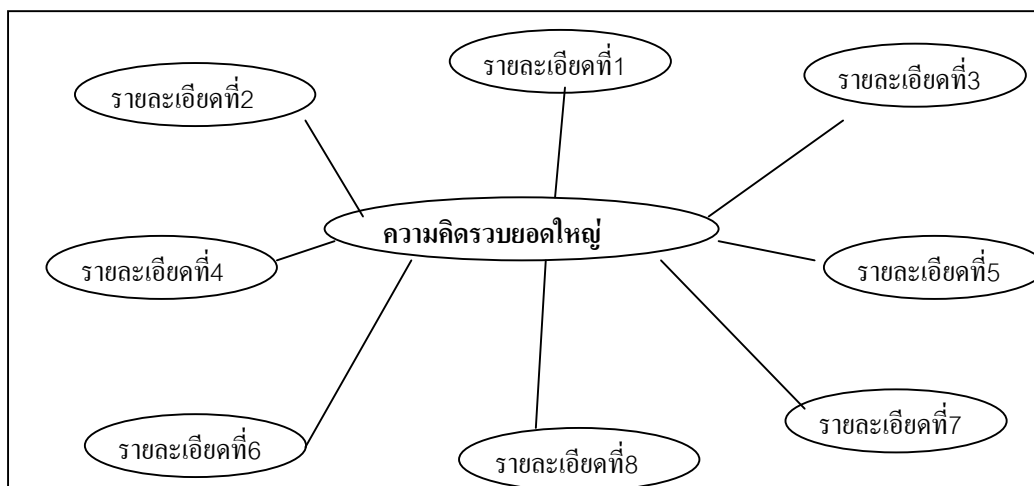 รายละเอียดที่1
รายละเอียดที่2
รายละเอียดที่3
ความคิดรวบยอดใหญ่
รายละเอียดที่4
รายละเอียดที่5
รายละเอียดที่6
รายละเอียดที่7
รายละเอียดที่8